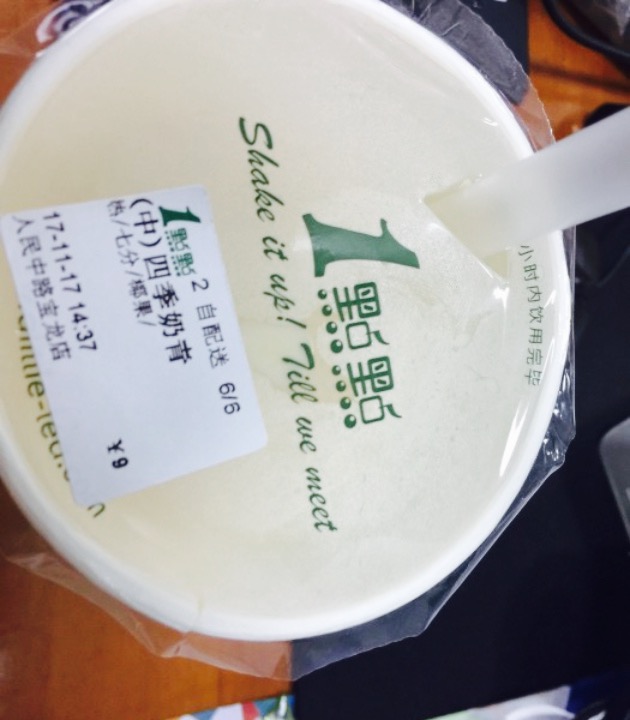 1點點
Shake it up! Till we meet
小时内饮用完毕
1點點 2 自配送 6/6
(中)四季奶青
热/七分/椰果/
¥9
17-11-17 14:37
人民中路宝龙店